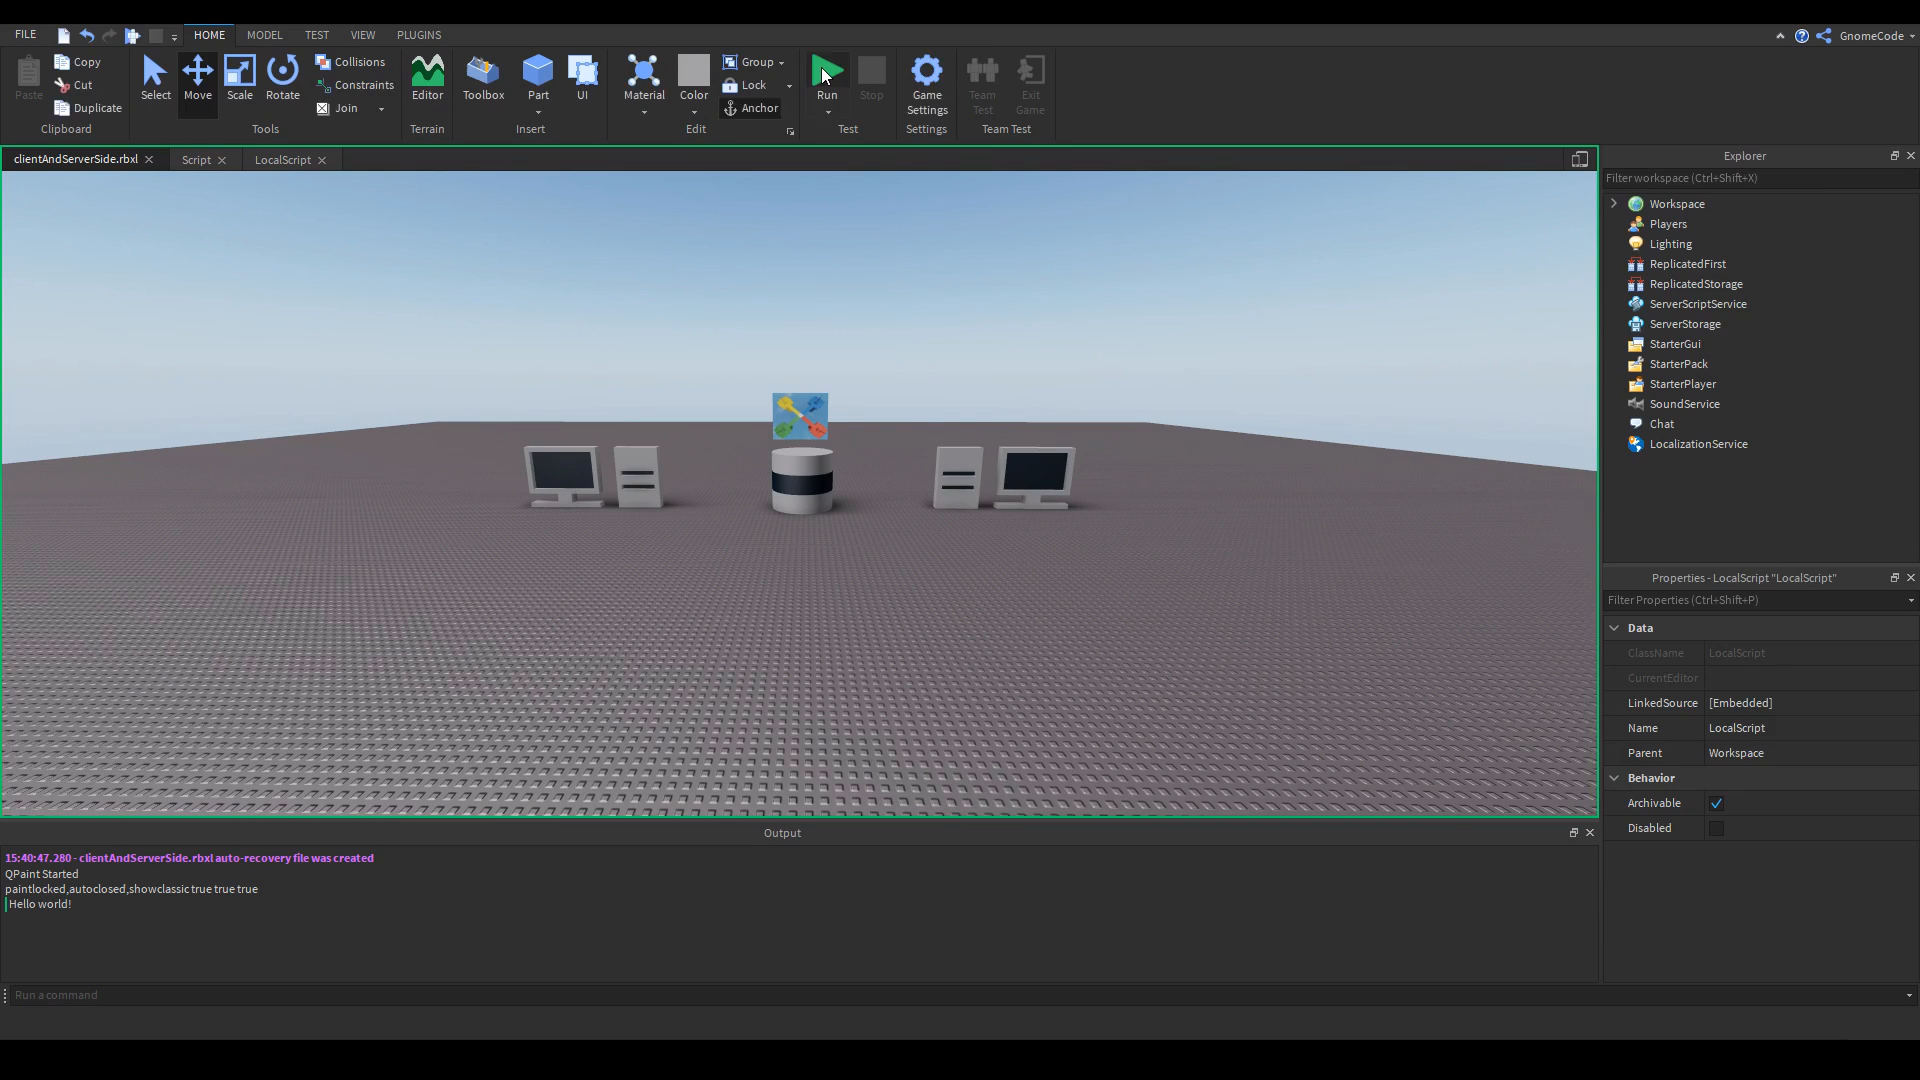 FILE
HOME
MODEL
TEST
VIEW
PLUGINS
GnomeCode
Paste
Copy
Cut
Duplicate
Clipboard
Select
Move
Scale
Rotate
Collisions
Constraints
Join
Tools
Editor
Terrain
Toolbox
Part
UI
Insert
Material
Color
Group
Lock
Anchor
Edit
Run
Stop
Test
Game
Settings
Settings
Team
Test
Exit
Game
Team Test
clientAndServerSide.rbxl
Script
LocalScript
Explorer
Filter workspace (Ctrl+Shift+X)
Workspace
Players
Lighting
ReplicatedFirst
ReplicatedStorage
ServerScriptService
ServerStorage
StarterGui
StarterPack
StarterPlayer
SoundService
Chat
LocalizationService
Properties - LocalScript "LocalScript"
Filter Properties (Ctrl+Shift+P)
Data
ClassName LocalScript
CurrentEditor
LinkedSource [Embedded]
Name LocalScript
Parent Workspace
Behavior
Archivable
Disabled
Output
15:40:47.280 - clientAndServerSide.rbxl auto-recovery file was created
QPaint Started
paintlocked,autoclosed,showclassic true true true
Hello world!
Run a command